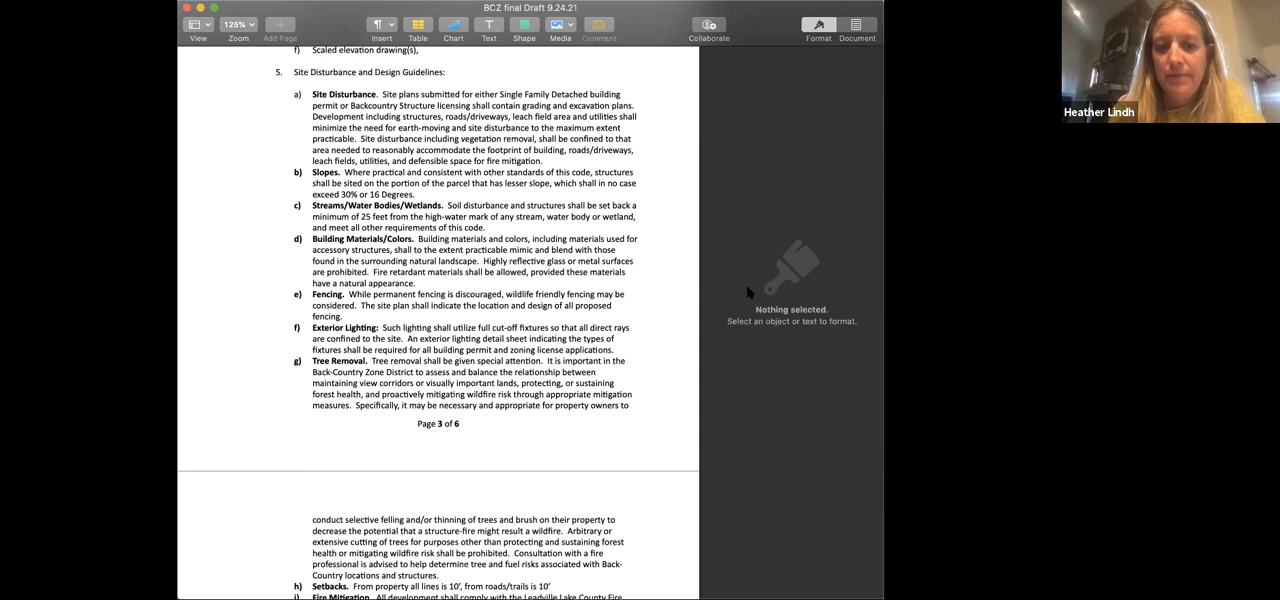 BCZ final Draft 9.24.21
125%
View
Zoom
Add Page
Insert
Table
Chart
Text
Shape
Media
Comment
Collaborate
Format
Document
f) Scaled elevation drawing(s),
5. Site Disturbance and Design Guidelines:
a) Site Disturbance. Site plans submitted for either Single Family Detached building
permit or Backcountry Structure licensing shall contain grading and excavation plans.
Development including structures, roads/driveways, leach field area and utilities shall
minimize the need for earth-moving and site disturbance to the maximum extent
practicable. Site disturbance including vegetation removal, shall be confined to that
area needed to reasonably accommodate the footprint of building, roads/driveways,
leach fields, utilities, and defensible space for fire mitigation.
b) Slopes. Where practical and consistent with other standards of this code, structures
shall be sited on the portion of the parcel that has lesser slope, which shall in no case
exceed 30% or 16 Degrees.
c) Streams/Water Bodies/Wetlands. Soil disturbance and structures shall be set back a
minimum of 25 feet from the high-water mark of any stream, water body or wetland,
and meet all other requirements of this code.
d) Building Materials/Colors. Building materials and colors, including materials used for
accessory structures, shall to the extent practicable mimic and blend with those
found in the surrounding natural landscape. Highly reflective glass or metal surfaces
are prohibited. Fire retardant materials shall be allowed, provided these materials
have a natural appearance.
e) Fencing. While permanent fencing is discouraged, wildlife friendly fencing may be
considered. The site plan shall indicate the location and design of all proposed
fencing.
f) Exterior Lighting: Such lighting shall utilize full cut-off fixtures so that all direct rays
are confined to the site. An exterior lighting detail sheet indicating the types of
fixtures shall be required for all building permit and zoning license applications.
g) Tree Removal. Tree removal shall be given special attention. It is important in the
Back-Country Zone District to assess and balance the relationship between
maintaining view corridors or visually important lands, protecting, or sustaining
forest health, and proactively mitigating wildfire risk through appropriate mitigation
measures. Specifically, it may be necessary and appropriate for property owners to
Page 3 of 6
conduct selective felling and/or thinning of trees and brush on their property to
decrease the potential that a structure-fire might result a wildfire. Arbitrary or
extensive cutting of trees for purposes other than protecting and sustaining forest
health or mitigating wildfire risk shall be prohibited. Consultation with a fire
professional is advised to help determine tree and fuel risks associated with Back-
Country locations and structures.
h) Setbacks. From property all lines is 10', from roads/trails is 10'
i) Fire Mitigation. All development shall comply with the Leadville Lake County Fire
Nothing selected.
Select an object or text to format.
Heather Lindh